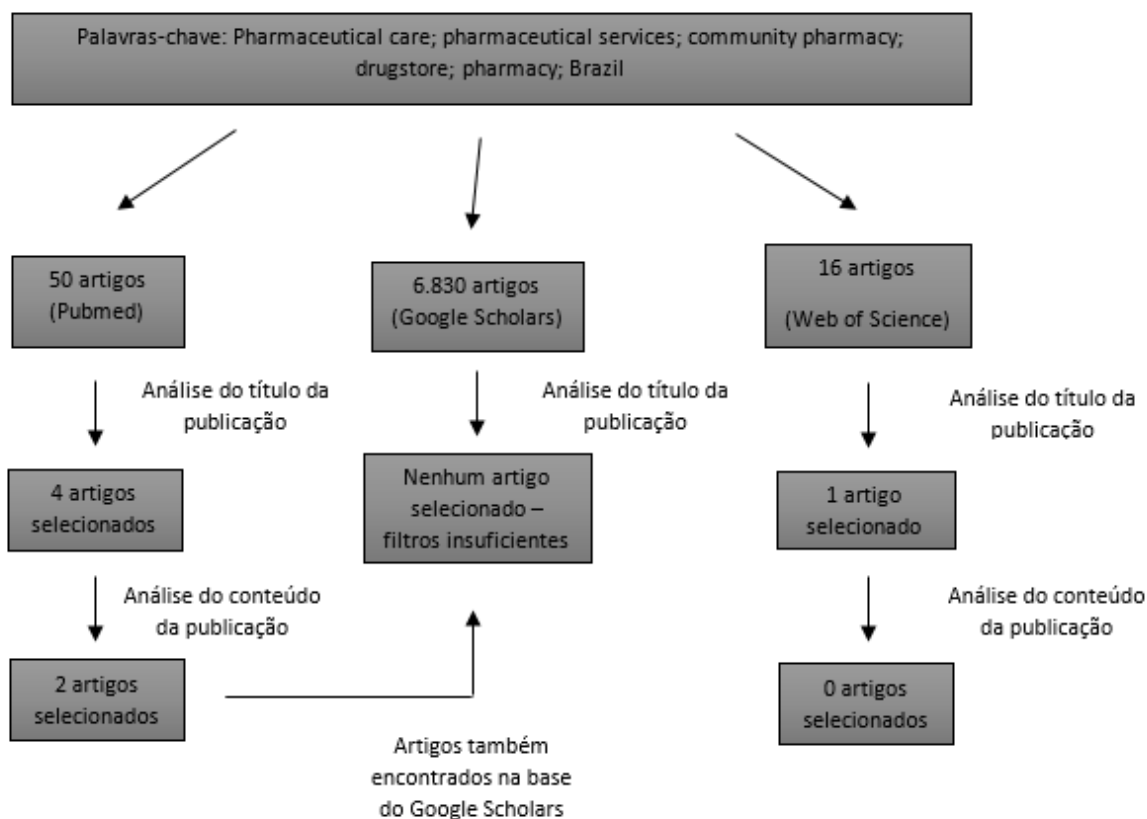 Palavras-chave: Pharmaceutical care; pharmaceutical services; community pharmacy;
drugstore; pharmacy; Brazil
50 artigos
(Pubmed)
6.830 artigos
(Google Scholars)
16 artigos
(Web of Science)
Análise do título da
publicação
Análise do título da
publicação
Análise do título da
publicação
4 artigos
selecionados
Nenhum artigo
selecionado –
filtros insuficientes
1 artigo
selecionado
Análise do conteúdo
da publicação
Análise do conteúdo
da publicação
2 artigos
selecionados
0 artigos
selecionados
Artigos também
encontrados na base
do Google Scholars